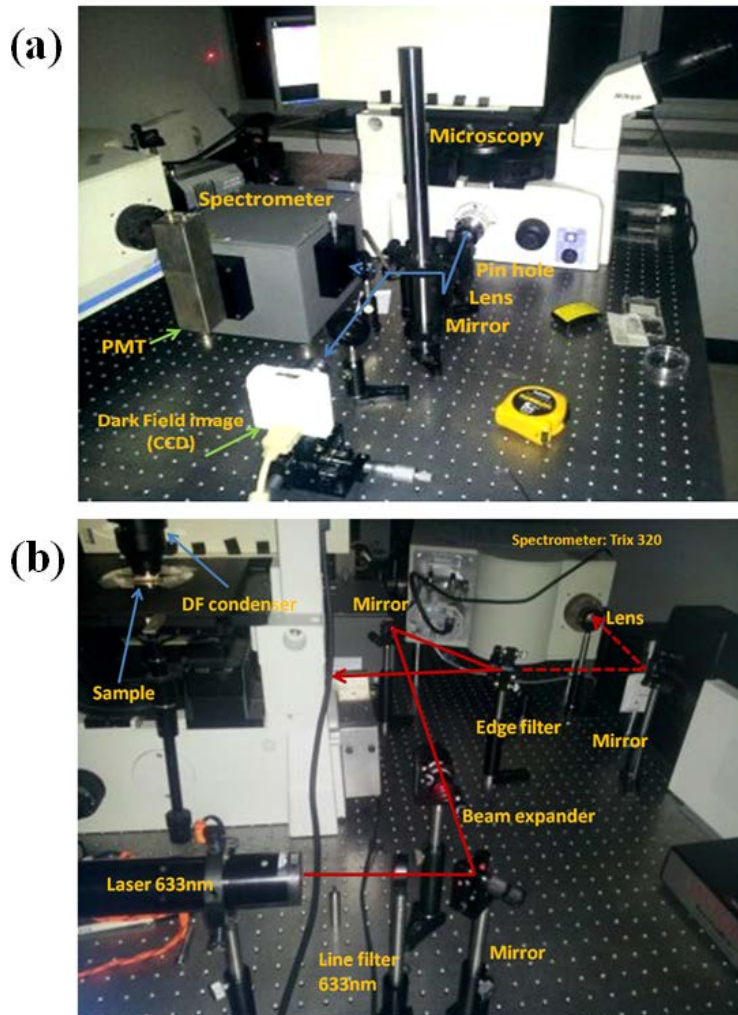 (a)
Microscopy
Spectrometer
Pin hole
Lens
Mirror
PMT
Dark Field image
(CCD)
(b)
Spectrometer: Trix 320
DF condenser
Mirror
Lens
Sample
Edge filter
Mirror
Beam expander
Laser 633nm
Line filter
633nm
Mirror